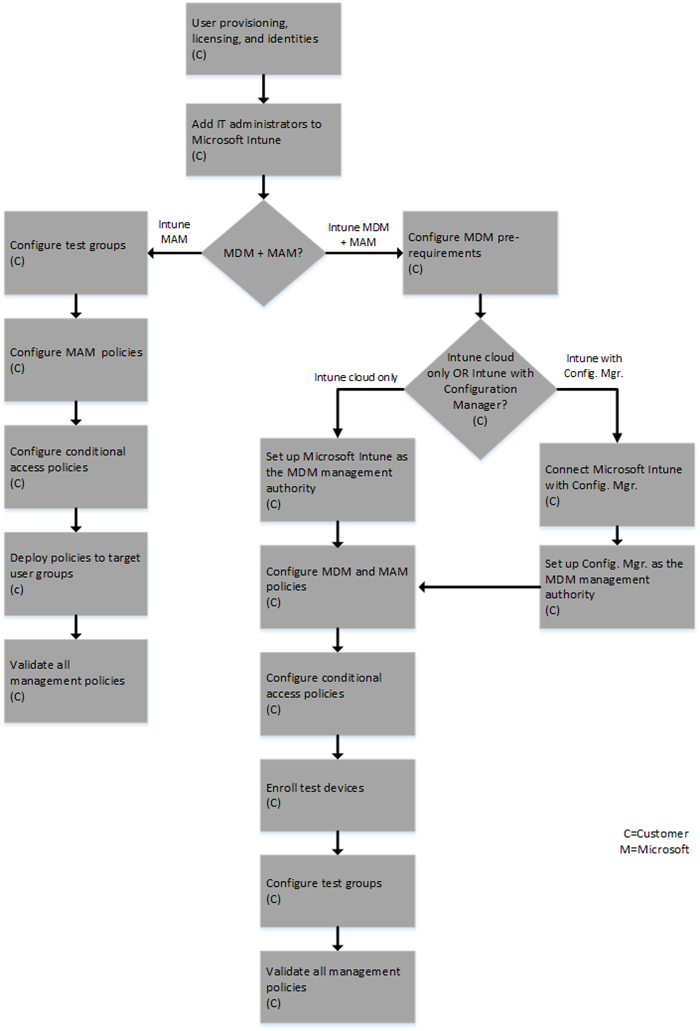 User provisioning,
licensing, and identities
(C)
Add IT administrators to
Microsoft Intune
(C)
MDM + MAM?
Intune
MAM
Intune MDM
+ MAM
Configure test groups
(C)
Configure MAM policies
(C)
Configure conditional
access policies
(C)
Deploy policies to target
user groups
(c)
Validate all
management policies
(C)
Configure MDM pre-
requirements
(C)
Intune cloud
only OR Intune with
Configuration
Manager?
(C)
Intune cloud only
Intune with
Config. Mgr.
Set up Microsoft Intune as
the MDM management
authority
(C)
Connect Microsoft Intune
with Config. Mgr.
(C)
Set up Config. Mgr. as the
MDM management
authority
(C)
Configure MDM and MAM
policies
(C)
Configure conditional
access policies
(C)
Enroll test devices
(C)
Configure test groups
(C)
Validate all management
policies
(C)
C=Customer
M=Microsoft